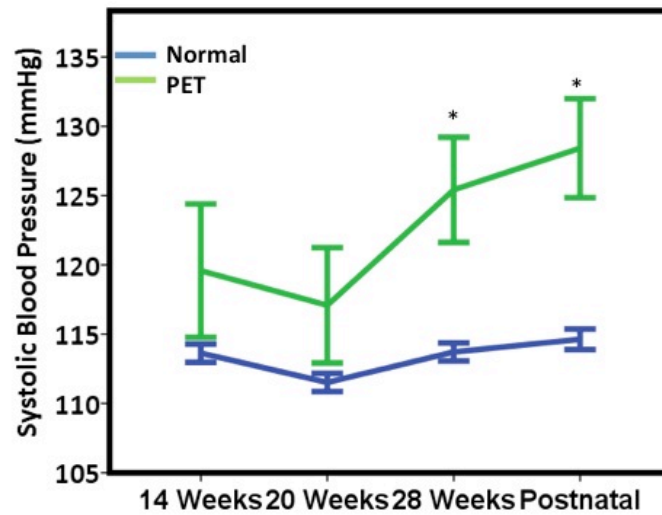 Systolic Blood Pressure (mmHg)
135
130
125
120
115
110
105
Normal
PET
*
*
14 Weeks 20 Weeks 28 Weeks Postnatal